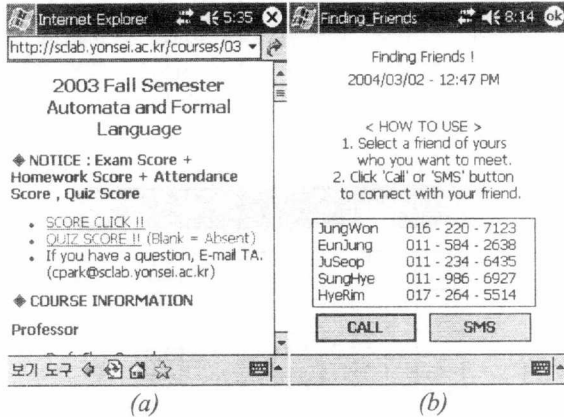 Internet Explorer 5:35
http://sclab.yonsei.ac.kr/courses/03
2003 Fall Semester
Automata and Formal
Language
NOTICE : Exam Score +
Homework Score + Attendance
Score , Quiz Score
SCORE CLICK !!
QUIZ SCORE !! (Blank = Absent)
If you have a question, E-mail TA.
(cpark@sclab.yonsei.ac.kr)
COURSE INFORMATION
Professor
보기 도구
(a)
Finding_Friends 8:14 ok
Finding Friends !
2004/03/02 - 12:47 PM
< HOW TO USE >
1. Select a friend of yours
who you want to meet.
2. Click 'Call' or 'SMS' button
to connect with your friend.
JungWon 016 - 220 - 7123
EunJung 011 - 584 - 2638
JuSeop 011 - 234 - 6435
SungHye 011 - 986 - 6927
HyeRim 017 - 264 - 5514
CALL SMS
(b)